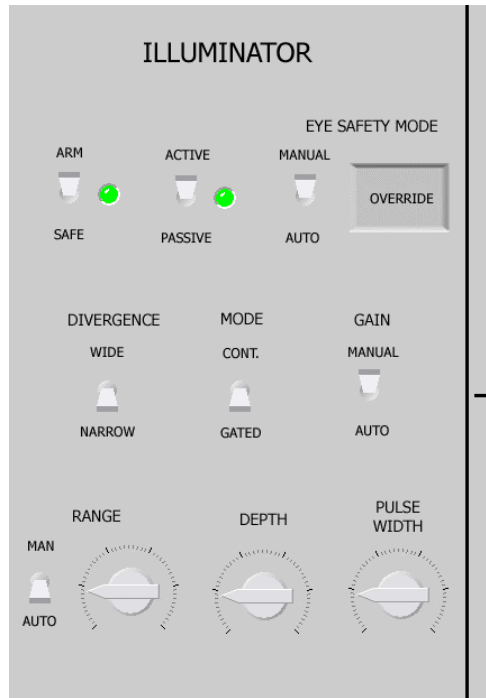 ILLUMINATOR
EYE SAFETY MODE
ARM
ACTIVE
MANUAL
OVERRIDE
SAFE
PASSIVE
AUTO
DIVERGENCE
MODE
GAIN
WIDE
CONT.
MANUAL
NARROW
GATED
AUTO
RANGE
DEPTH
PULSE
WIDTH
MAN
AUTO